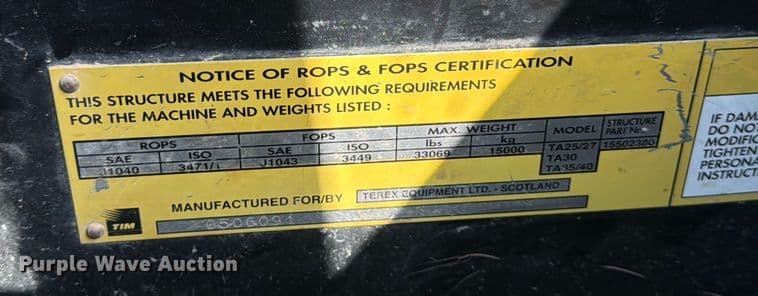 NOTICE OF ROPS & FOPS CERTIFICATION
THIS STRUCTURE MEETS THE FOLLOWING REQUIREMENTS
FOR THE MACHINE AND WEIGHTS LISTED :
ROPS FOPS MAX. WEIGHT MODEL STRUCTURE PART No.
SAE ISO SAE ISO lbs kg TA25/27 15502380
J1040 3471/1 J1043 3449 33069 15000 TA30
TA35/40
MANUFACTURED FOR/BY TEREX EQUIPMENT LTD. - SCOTLAND
0506091
TIM
IF DAM
DO NOT
MODIFIC
TIGHTEN
PERSONA
INSTRUCT
Purple Wave Auction